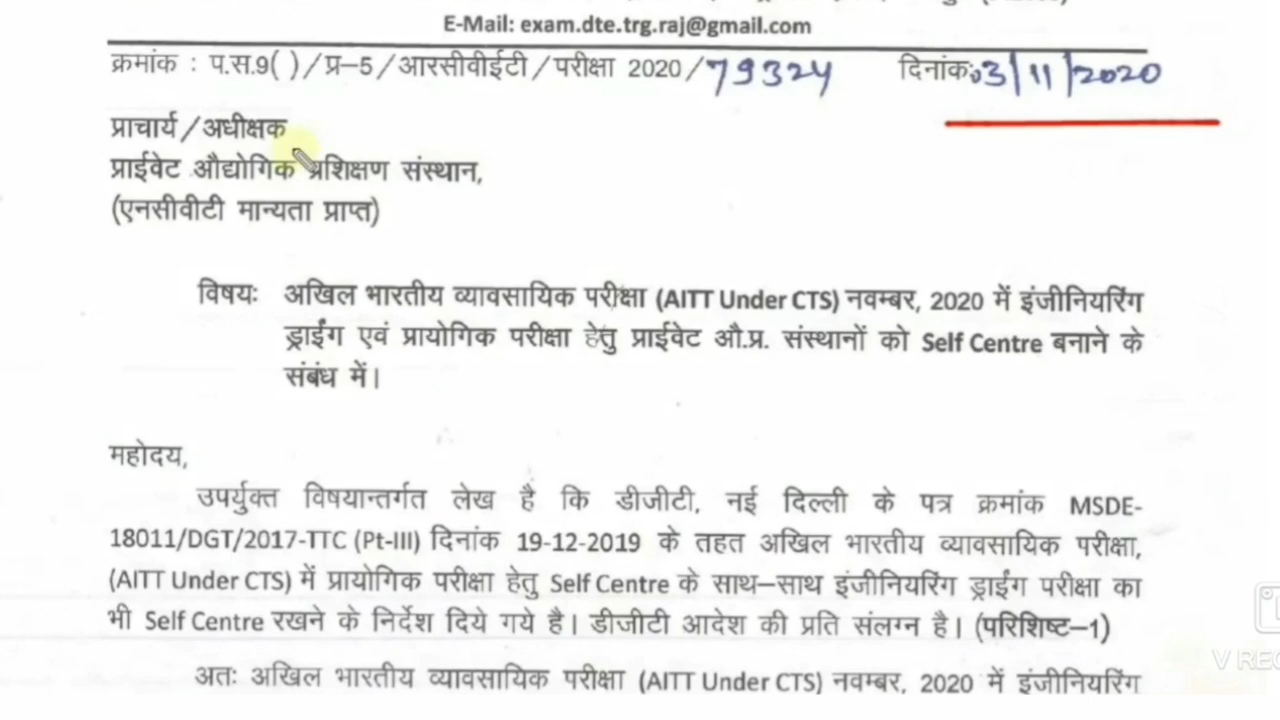 E-Mail: exam.dte.trg.raj@gmail.com
क्रमांक : प.स.9( )/प्र–5/आरसीवीईटी/परीक्षा 2020/79324 दिनांक:03/11/2020
प्राचार्य/अधीक्षक
प्राईवेट औद्योगिक प्रशिक्षण संस्थान,
(एनसीवीटी मान्यता प्राप्त)
विषयः अखिल भारतीय व्यावसायिक परीक्षा (AITT Under CTS) नवम्बर, 2020 में इंजीनियरिंग
ड्राईंग एवं प्रायोगिक परीक्षा हेतु प्राईवेट औ.प्र. संस्थानों को Self Centre बनाने के
संबंध में।
महोदय,
उपर्युक्त विषयान्तर्गत लेख है कि डीजीटी, नई दिल्ली के पत्र क्रमांक MSDE-
18011/DGT/2017-TTC (Pt-III) दिनांक 19-12-2019 के तहत अखिल भारतीय व्यावसायिक परीक्षा,
(AITT Under CTS) में प्रायोगिक परीक्षा हेतु Self Centre के साथ–साथ इंजीनियरिंग ड्राईंग परीक्षा का
भी Self Centre रखने के निर्देश दिये गये है। डीजीटी आदेश की प्रति संलग्न है। (परिशिष्ट–1)
अतः अखिल भारतीय व्यावसायिक परीक्षा (AITT Under CTS) नवम्बर, 2020 में इंजीनियरिंग
V REC